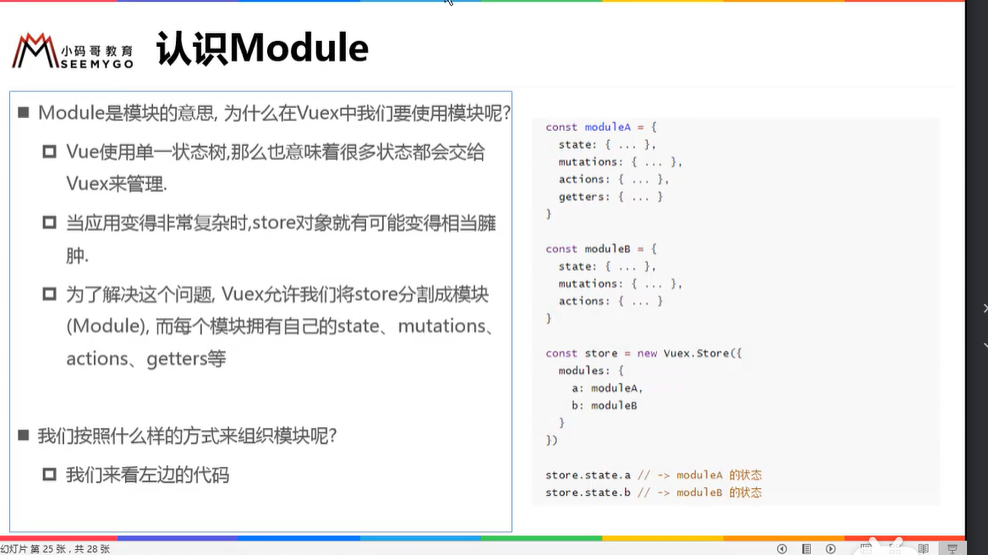 小码哥教育
SEEMYGO
认识Module
Module是模块的意思, 为什么在Vuex中我们要使用模块呢?
Vue使用单一状态树,那么也意味着很多状态都会交给
Vuex来管理.
当应用变得非常复杂时,store对象就有可能变得相当臃
肿.
为了解决这个问题, Vuex允许我们将store分割成模块
(Module), 而每个模块拥有自己的state、mutations、
actions、getters等
我们按照什么样的方式来组织模块呢?
我们来看左边的代码
const moduleA = {
  state: { ... },
  mutations: { ... },
  actions: { ... },
  getters: { ... }
}
const moduleB = {
  state: { ... },
  mutations: { ... },
  actions: { ... }
}
const store = new Vuex.Store({
  modules: {
    a: moduleA,
    b: moduleB
  }
})
store.state.a // -> moduleA 的状态
store.state.b // -> moduleB 的状态
幻灯片 第 25 张 , 共 28 张